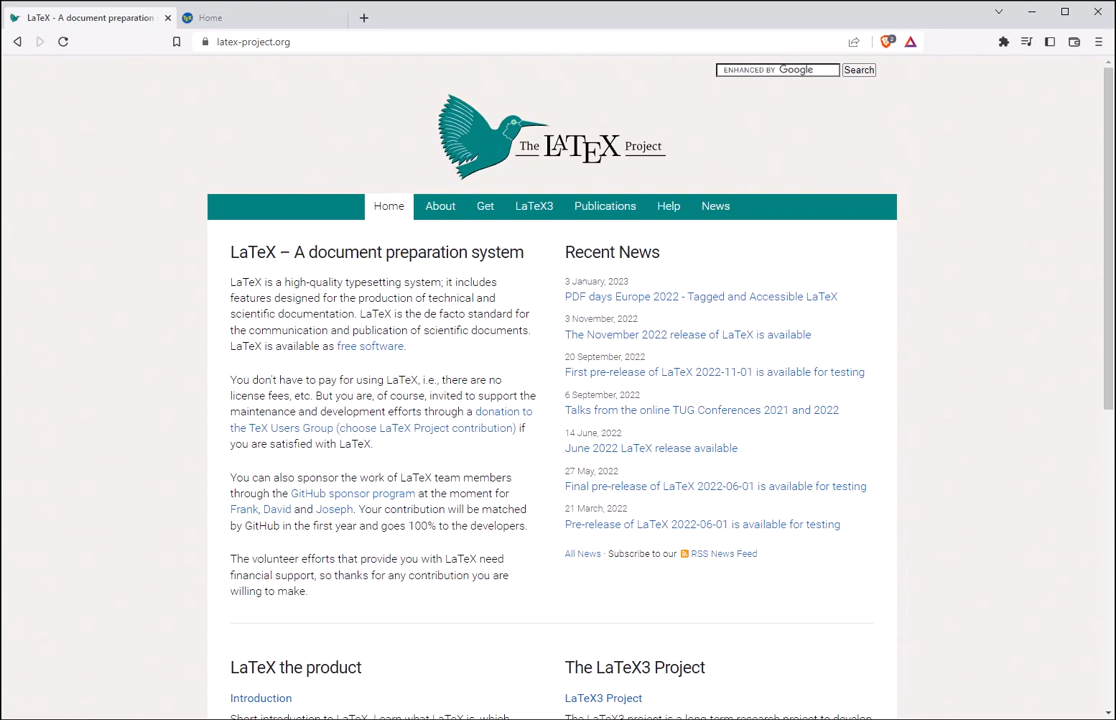 LaTeX - A document preparation
Home
latex-project.org
2
ENHANCED BY Google
Search
The LATEX Project
Home About Get LaTeX3 Publications Help News
LaTeX – A document preparation system
LaTeX is a high-quality typesetting system; it includes
features designed for the production of technical and
scientific documentation. LaTeX is the de facto standard for
the communication and publication of scientific documents.
LaTeX is available as free software.
You don't have to pay for using LaTeX, i.e., there are no
license fees, etc. But you are, of course, invited to support the
maintenance and development efforts through a donation to
the TeX Users Group (choose LaTeX Project contribution) if
you are satisfied with LaTeX.
You can also sponsor the work of LaTeX team members
through the GitHub sponsor program at the moment for
Frank, David and Joseph. Your contribution will be matched
by GitHub in the first year and goes 100% to the developers.
The volunteer efforts that provide you with LaTeX need
financial support, so thanks for any contribution you are
willing to make.
Recent News
3 January, 2023
PDF days Europe 2022 - Tagged and Accessible LaTeX
3 November, 2022
The November 2022 release of LaTeX is available
20 September, 2022
First pre-release of LaTeX 2022-11-01 is available for testing
6 September, 2022
Talks from the online TUG Conferences 2021 and 2022
14 June, 2022
June 2022 LaTeX release available
27 May, 2022
Final pre-release of LaTeX 2022-06-01 is available for testing
21 March, 2022
Pre-release of LaTeX 2022-06-01 is available for testing
All News · Subscribe to our RSS News Feed
LaTeX the product
Introduction
Short introduction to LaTeX. Learn what LaTeX is, which
The LaTeX3 Project
LaTeX3 Project
The LaTeX3 project is a long-term research project to develop